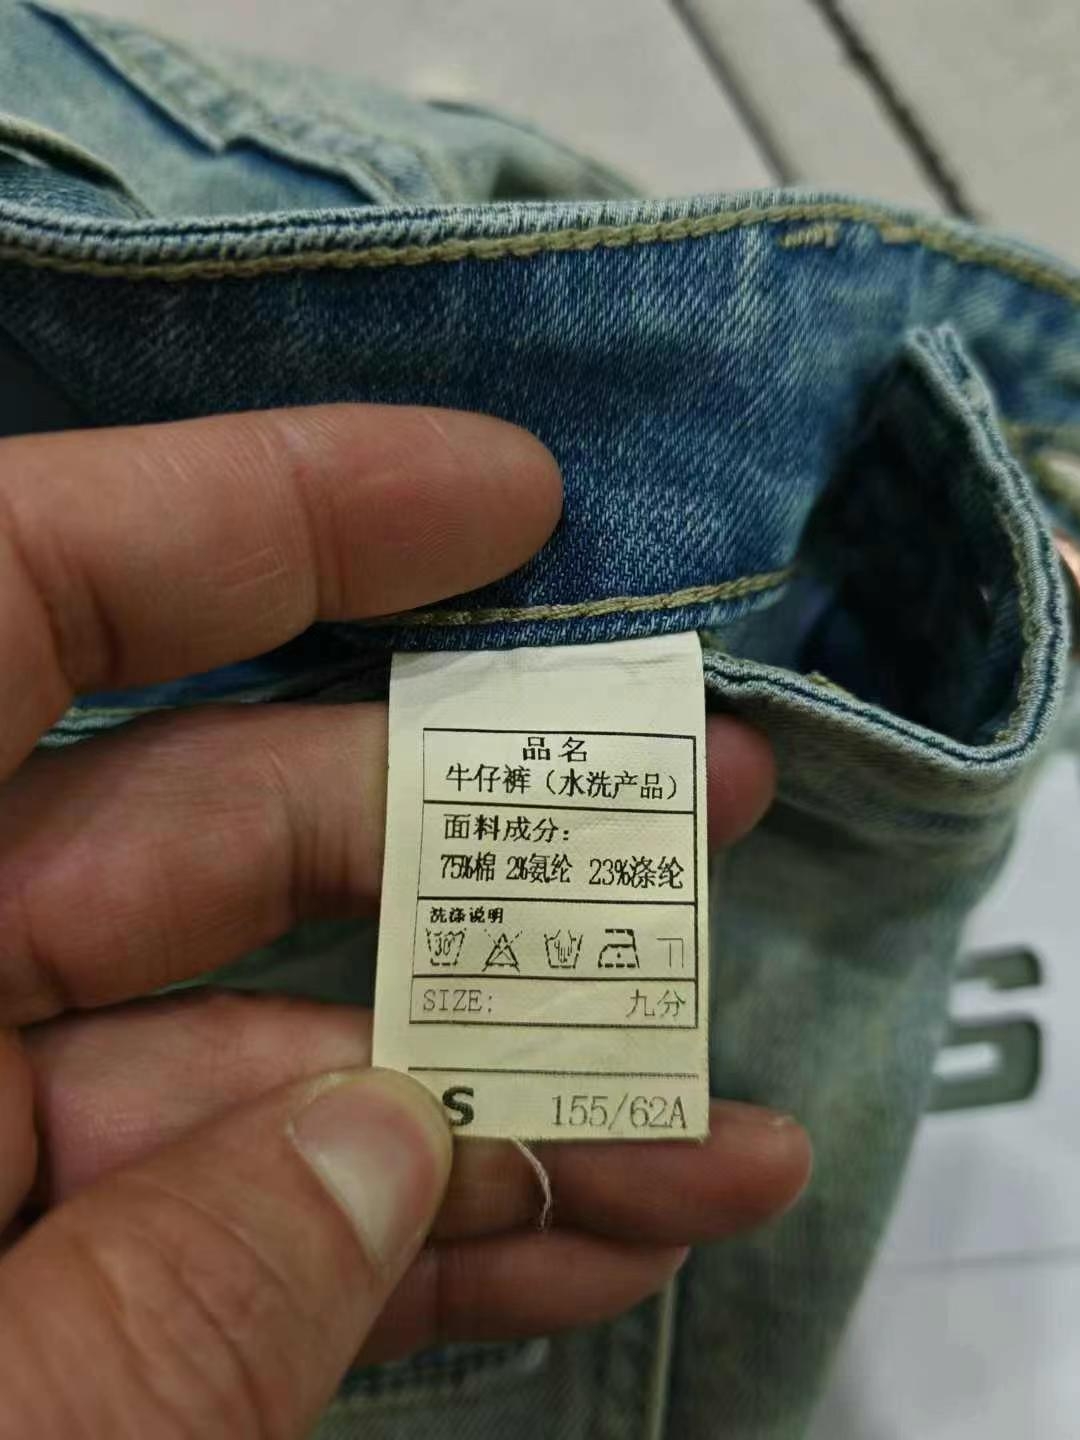 品名
牛仔裤（水洗产品）
面料成分：
75%棉 2%氨纶 23%涤纶
洗涤说明
30°
SIZE: 九分
S 155/62A